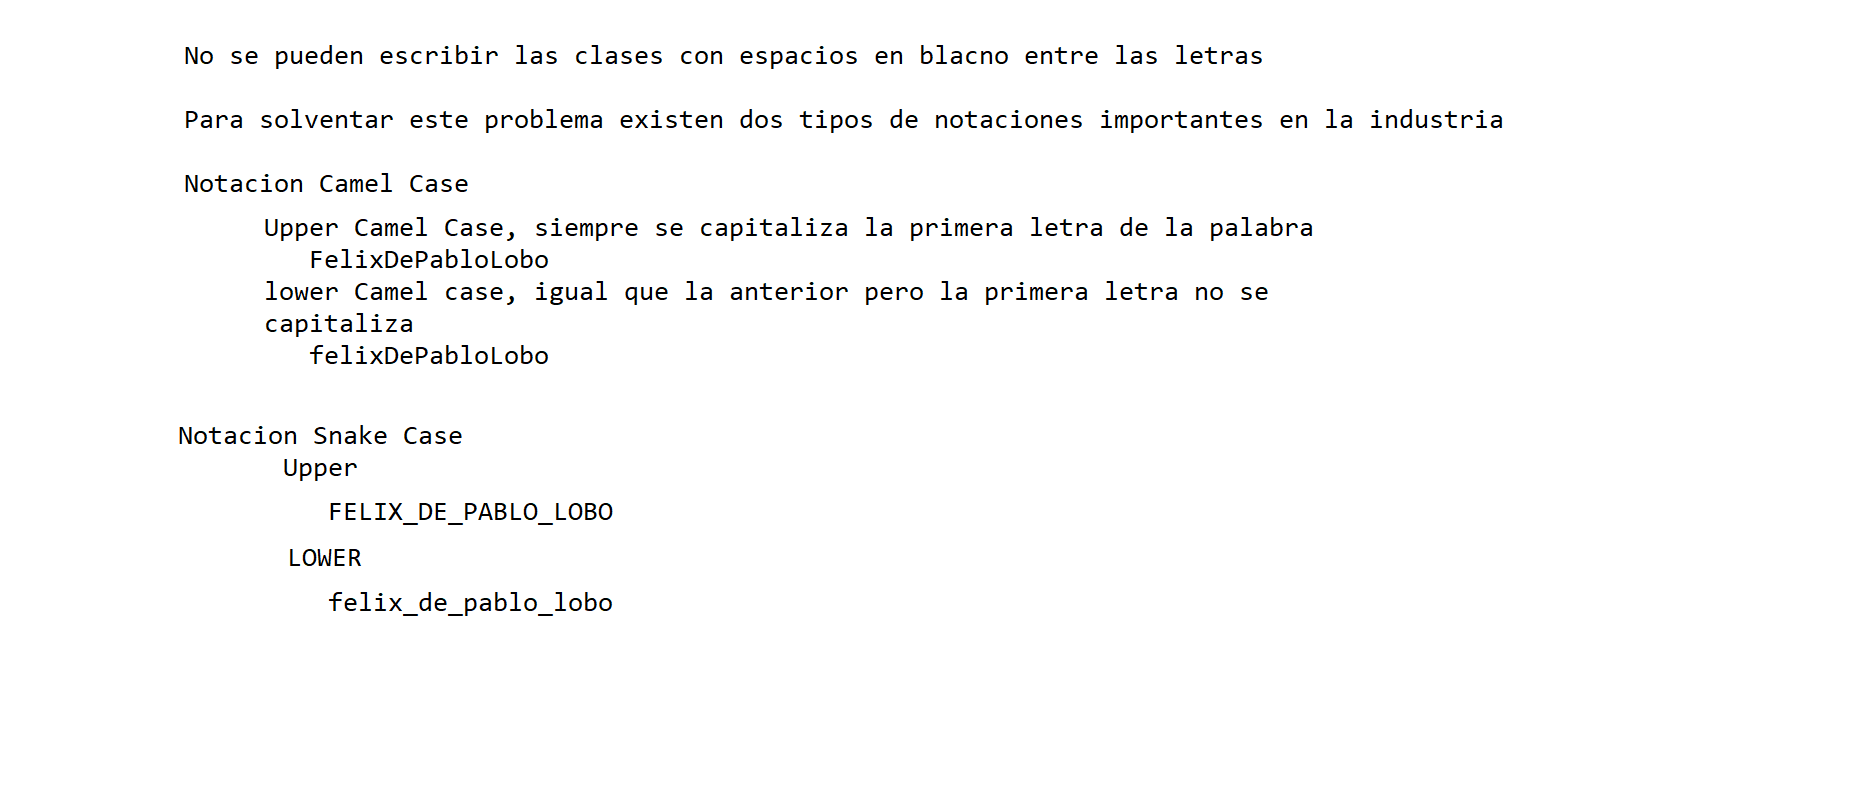 No se pueden escribir las clases con espacios en blacno entre las letras
Para solventar este problema existen dos tipos de notaciones importantes en la industria
Notacion Camel Case
Upper Camel Case, siempre se capitaliza la primera letra de la palabra
FelixDePabloLobo
lower Camel case, igual que la anterior pero la primera letra no se
capitaliza
felixDePabloLobo
Notacion Snake Case
Upper
FELIX_DE_PABLO_LOBO
LOWER
felix_de_pablo_lobo